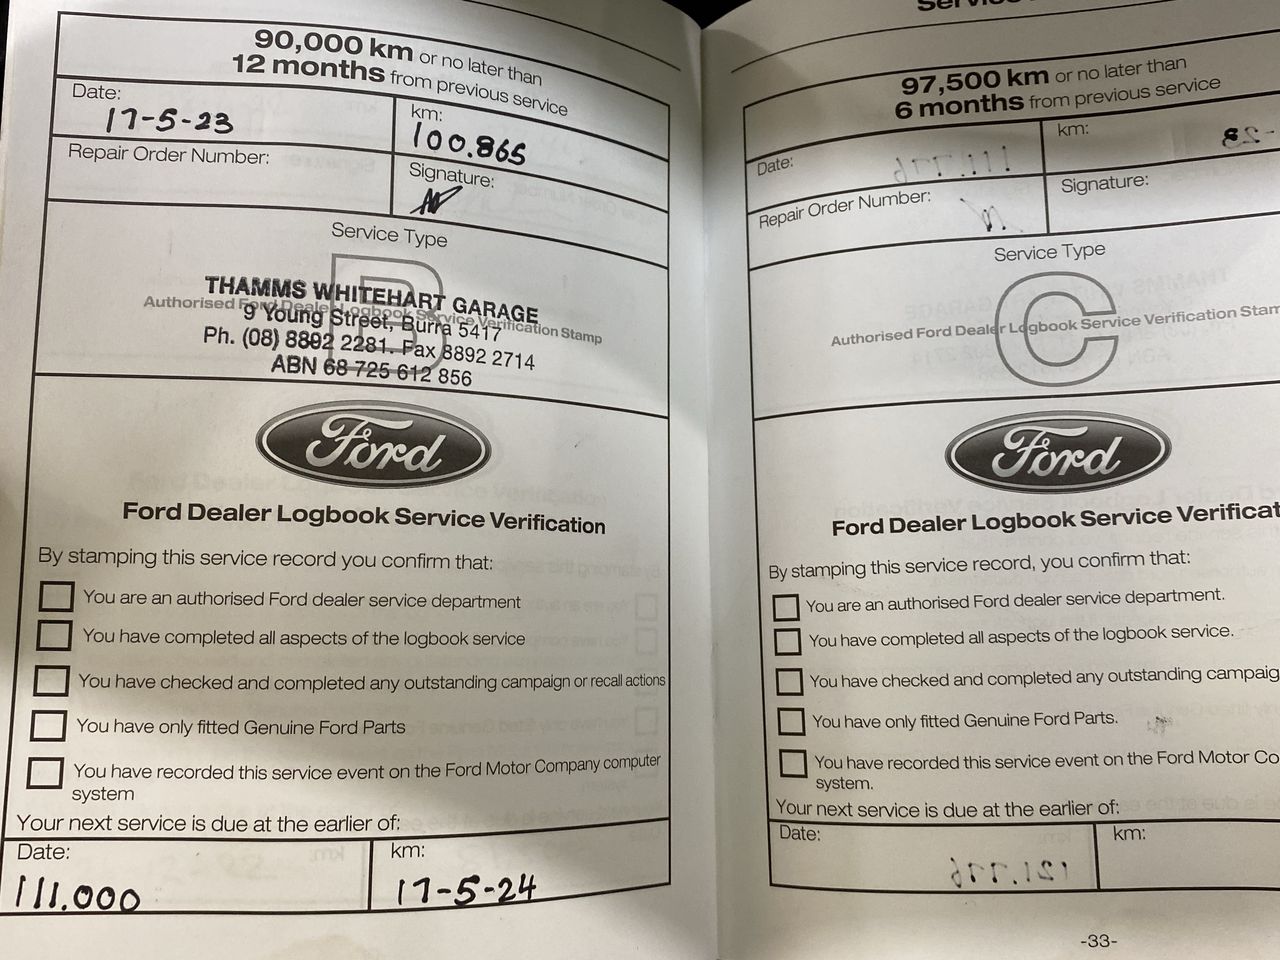 90,000 km or no later than
12 months from previous service
Date:
17-5-23
km:
100.865
Repair Order Number:
Signature:
Service Type
B
Authorised Ford Dealer Logbook Service Verification Stamp
THAMMS WHITEHART GARAGE
9 Young Street, Burra 5417
Ph. (08) 8892 2281. Fax 8892 2714
ABN 68 725 612 856
Ford
Ford Dealer Logbook Service Verification
By stamping this service record you confirm that:
You are an authorised Ford dealer service department
You have completed all aspects of the logbook service
You have checked and completed any outstanding campaign or recall actions
You have only fitted Genuine Ford Parts
You have recorded this service event on the Ford Motor Company computer
system
Your next service is due at the earlier of:
Date:
111.000
km:
17-5-24
97,500 km or no later than
6 months from previous service
Date:
km:
Repair Order Number:
Signature:
Service Type
C
Authorised Ford Dealer Logbook Service Verification Stam
Ford
Ford Dealer Logbook Service Verificat
By stamping this service record, you confirm that:
You are an authorised Ford dealer service department.
You have completed all aspects of the logbook service.
You have checked and completed any outstanding campaig
You have only fitted Genuine Ford Parts.
You have recorded this service event on the Ford Motor Co
system.
Your next service is due at the earlier of:
Date:
km:
-33-